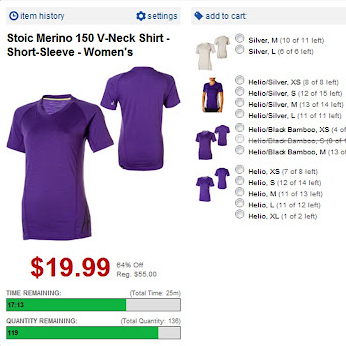 item history
settings
add to cart:
Stoic Merino 150 V-Neck Shirt -
Short-Sleeve - Women's
$19.99
64% Off
Reg. $55.00
TIME REMAINING:
(Total Time: 25m)
17:13
QUANTITY REMAINING:
(Total Quantity: 136)
119
Silver, M (10 of 11 left)
Silver, L (6 of 6 left)
Helio/Silver, XS (8 of 8 left)
Helio/Silver, S (12 of 15 left)
Helio/Silver, M (13 of 14 left)
Helio/Silver, L (11 of 11 left)
Helio/Black Bamboo, XS (4 of
Helio/Black Bamboo, S (0 of
Helio/Black Bamboo, M (13
Helio, XS (7 of 8 left)
Helio, S (12 of 14 left)
Helio, M (11 of 13 left)
Helio, L (11 of 12 left)
Helio, XL (1 of 2 left)